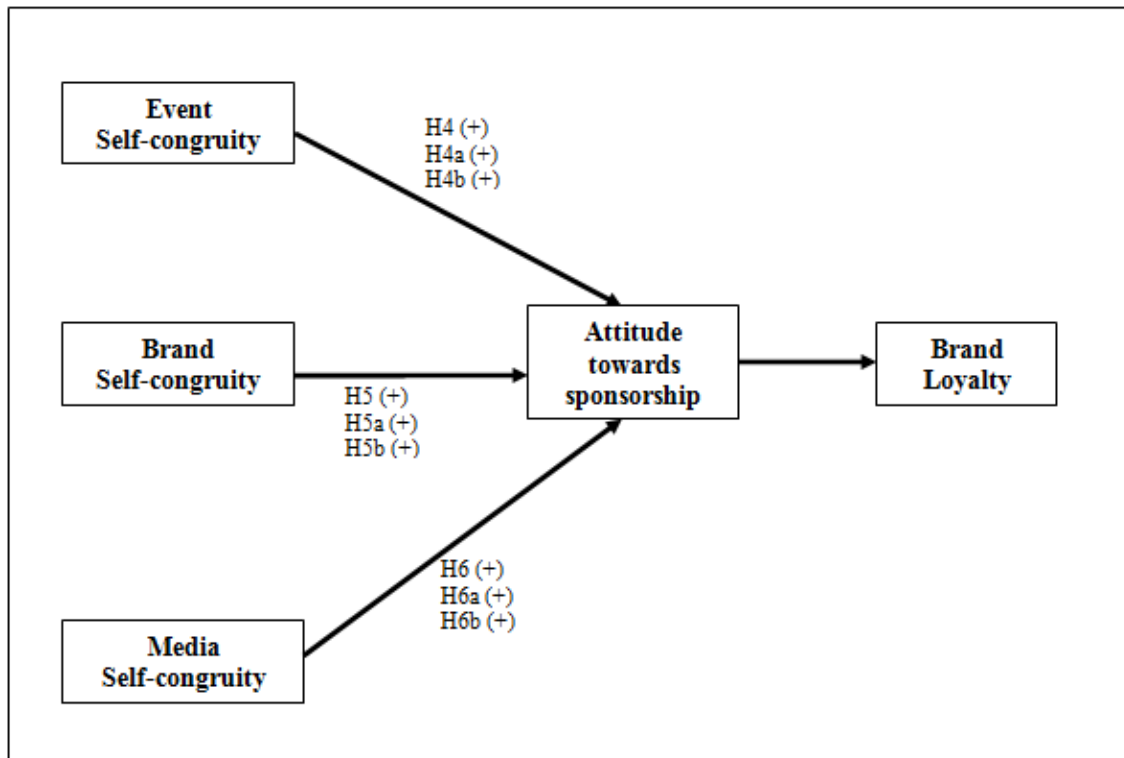 Event
Self-congruity
H4 (+)
H4a (+)
H4b (+)
Brand
Self-congruity
H5 (+)
H5a (+)
H5b (+)
Attitude
towards
sponsorship
Brand
Loyalty
H6 (+)
H6a (+)
H6b (+)
Media
Self-congruity